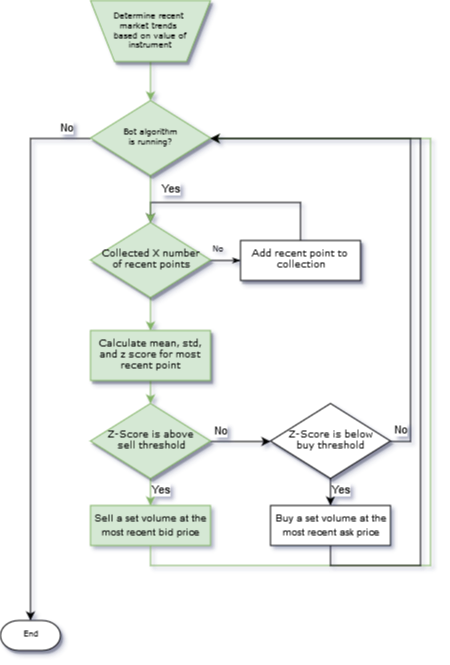 Determine recent
market trends
based on value of
instrument
Bot algorithm
is running?
No
Yes
Collected X number
of recent points
No
Add recent point to
collection
Calculate mean, std,
and z score for most
recent point
Z-Score is above
sell threshold
No
Z-Score is below
buy threshold
No
Yes
Yes
Sell a set volume at the
most recent bid price
Buy a set volume at the
most recent ask price
End